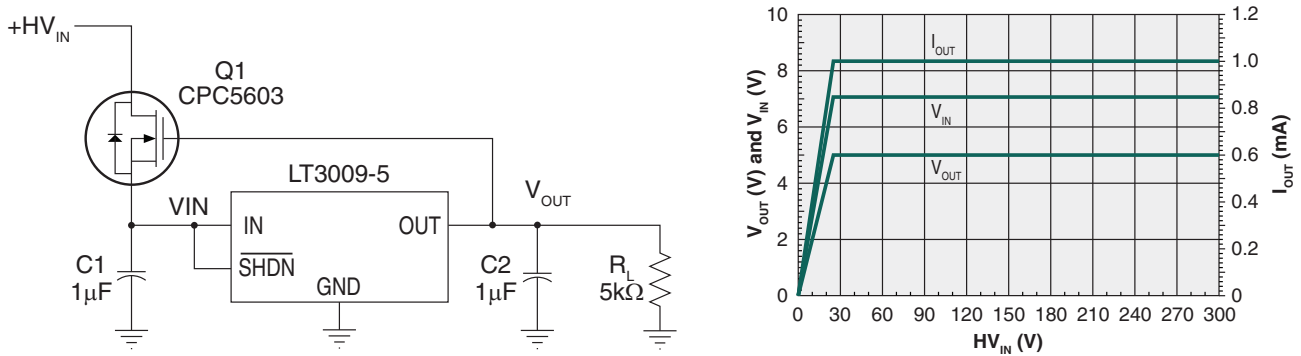 +HV_IN
Q1
CPC5603
LT3009-5
VIN
V_OUT
IN
OUT
SHDN
GND
C1
1μF
C2
1μF
R_L
5kΩ
V_OUT (V) and V_IN (V)
10
8
6
4
2
0
I_OUT
V_IN
V_OUT
1.2
1.0
0.8
0.6
0.4
0.2
0
I_OUT (mA)
0 30 60 90 120 150 180 210 240 270 300
HV_IN (V)